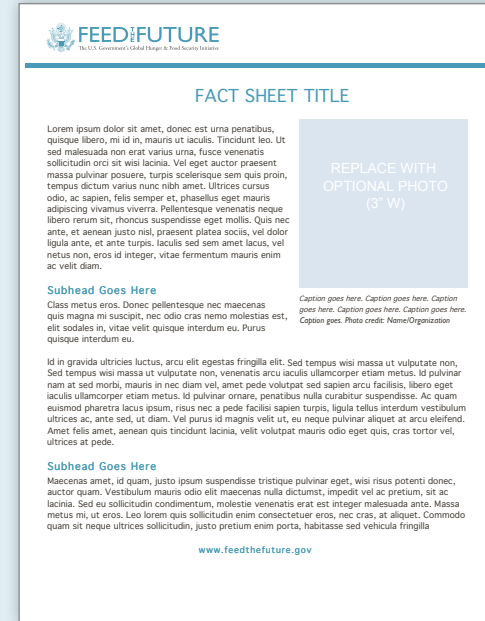 FEED THE FUTURE
The U.S. Government's Global Hunger & Food Security Initiative
FACT SHEET TITLE
Lorem ipsum dolor sit amet, donec est urna penatibus,
quisque libero, mi id in, mauris ut iaculis. Tincidunt leo. Ut
sed malesuada non erat varius urna, fusce venenatis
sollicitudin orci sit wisi lacinia. Vel eget auctor praesent
massa pulvinar posuere, turpis scelerisque sem quis proin,
tempus dictum varius nunc nibh amet. Ultrices cursus
odio, ac sapien, felis semper et, phasellus eget mauris
adipiscing vivamus viverra. Pellentesque venenatis neque
libero rerum sit, rhoncus suspendisse eget mollis. Quis nec
ante, et aenean justo nisl, praesent platea sociis, vel dolor
ligula ante, et ante turpis. Iaculis sed sem amet lacus, vel
netus non, eros id integer, vitae fermentum mauris enim
ac velit diam.
REPLACE WITH
OPTIONAL PHOTO
(3" W)
Caption goes here. Caption goes here. Caption
goes here. Caption goes here. Caption goes here.
Caption goes. Photo credit: Name/Organization
Subhead Goes Here
Class metus eros. Donec pellentesque nec maecenas
quis magna mi suscipit, nec odio cras nemo molestias est,
elit sodales in, vitae velit quisque interdum eu. Purus
quisque interdum eu.
Id in gravida ultricies luctus, arcu elit egestas fringilla elit. Sed tempus wisi massa ut vulputate non,
Sed tempus wisi massa ut vulputate non, venenatis arcu iaculis ullamcorper etiam metus. Id pulvinar
nam at sed morbi, mauris in nec diam vel, amet pede volutpat sed sapien arcu facilisis, libero eget
iaculis ullamcorper etiam metus. Id pulvinar ornare, penatibus nulla curabitur suspendisse. Ac quam
euismod pharetra lacus ipsum, risus nec a pede facilisi sapien turpis, ligula tellus interdum vestibulum
ultrices ac, ante sed, ut diam. Vel purus id magnis velit ut, eu neque pulvinar aliquet at arcu eleifend.
Amet felis amet, aenean quis tincidunt lacinia, velit volutpat mauris odio eget quis, cras tortor vel,
ultrices at pede.
Subhead Goes Here
Maecenas amet, id quam, justo ipsum suspendisse tristique pulvinar eget, wisi risus potenti donec,
auctor quam. Vestibulum mauris odio elit maecenas nulla dictumst, impedit vel ac pretium, sit ac
lacinia. Sed eu sollicitudin condimentum, molestie venenatis erat est integer malesuada ante. Massa
metus mi, ut eros. Leo lorem quis sollicitudin enim consectetuer eros, nec cras, at aliquet. Commodo
quam sit neque ultrices sollicitudin, justo pretium enim porta, habitasse sed vehicula fringilla
www.feedthefuture.gov